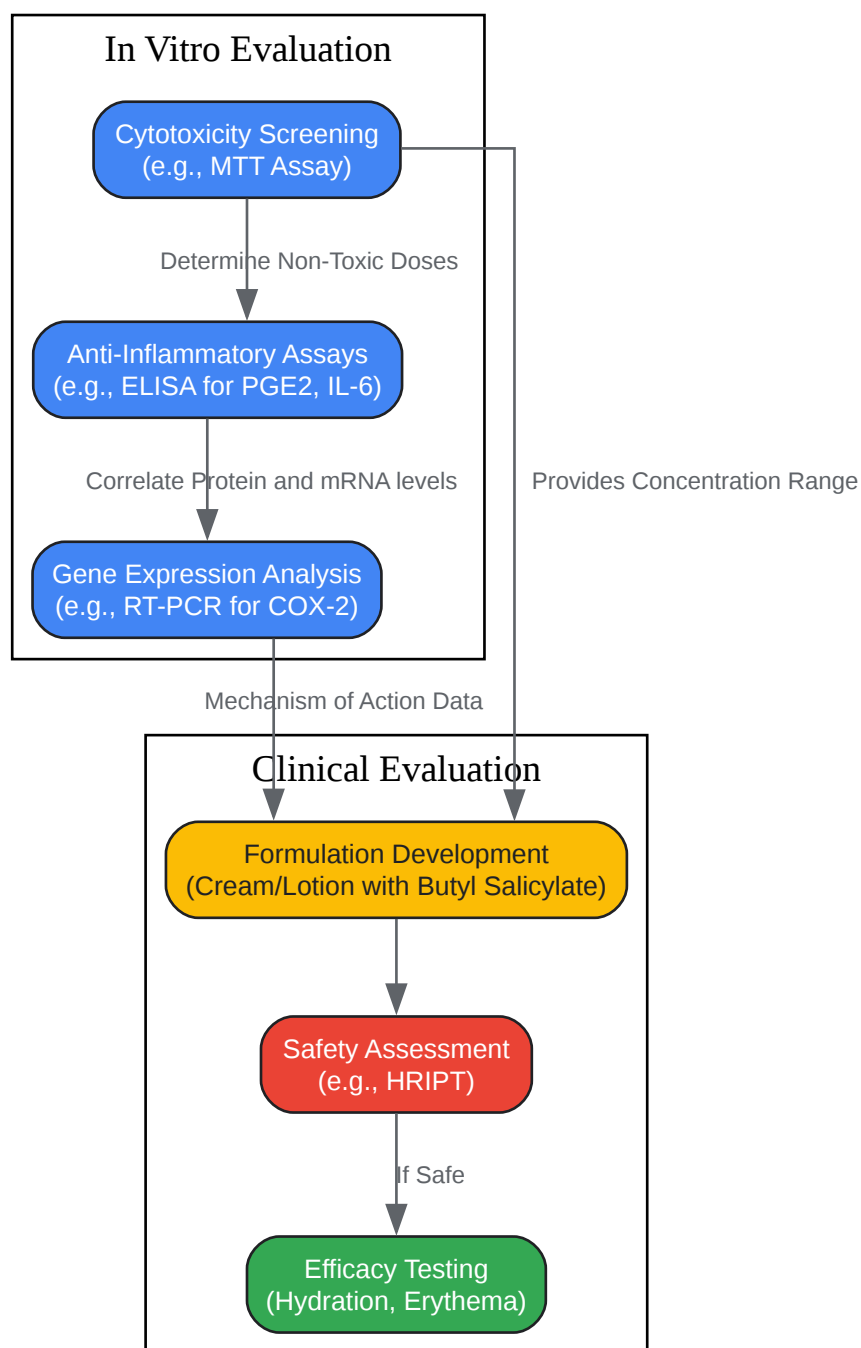 In Vitro Evaluation
Cytotoxicity Screening
(e.g., MTT Assay)
Determine Non-Toxic Doses
Anti-Inflammatory Assays
(e.g., ELISA for PGE2, IL-6)
Correlate Protein and mRNA levels
Provides Concentration Range
Gene Expression Analysis
(e.g., RT-PCR for COX-2)
Mechanism of Action Data
Clinical Evaluation
Formulation Development
(Cream/Lotion with Butyl Salicylate)
Safety Assessment
(e.g., HRIPT)
If Safe
Efficacy Testing
(Hydration, Erythema)